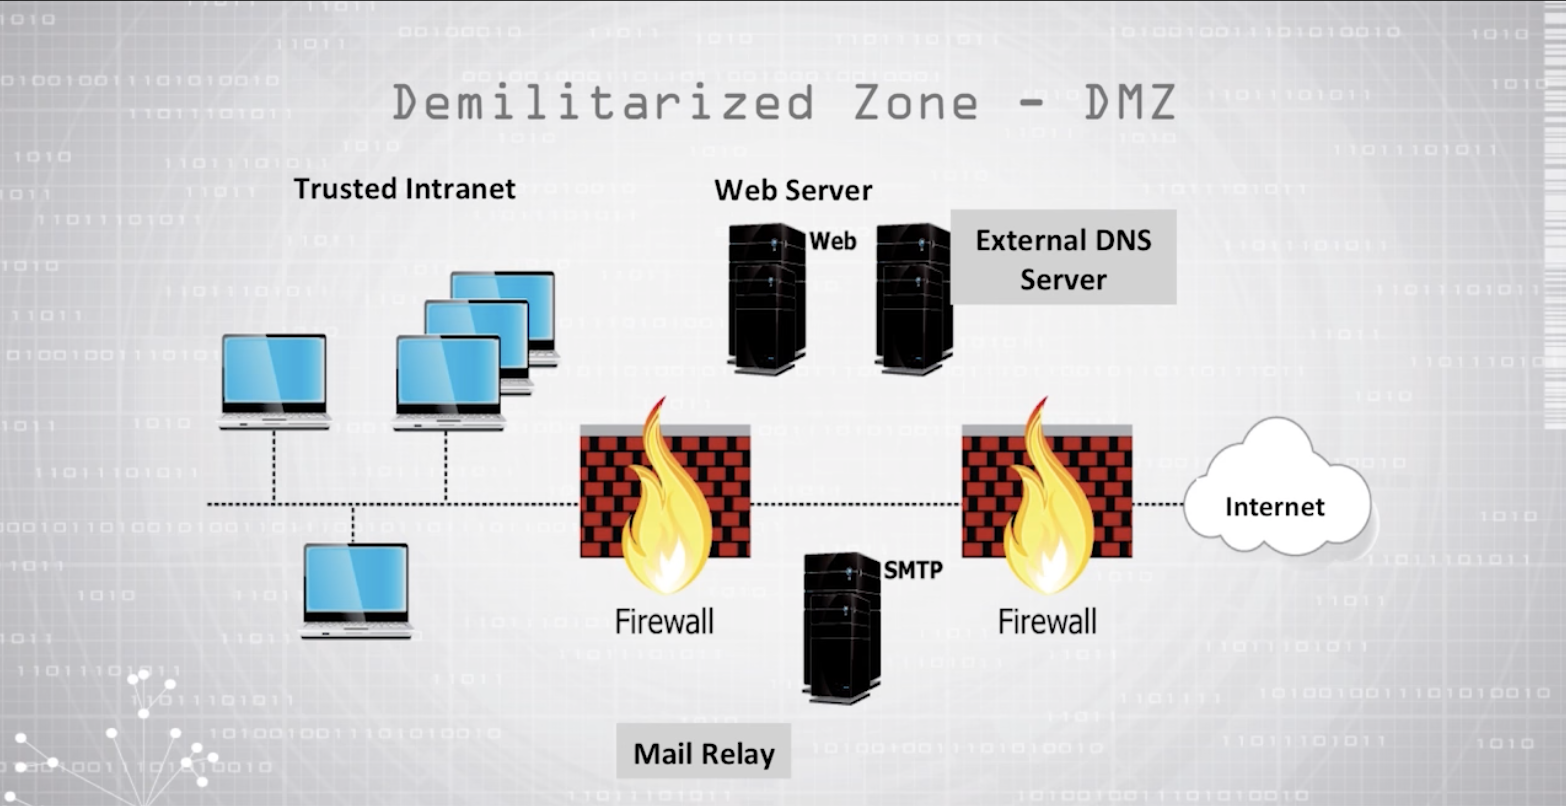 Demilitarized Zone - DMZ
Trusted Intranet
Web Server
Web
External DNS
Server
Internet
SMTP
Firewall
Firewall
Mail Relay